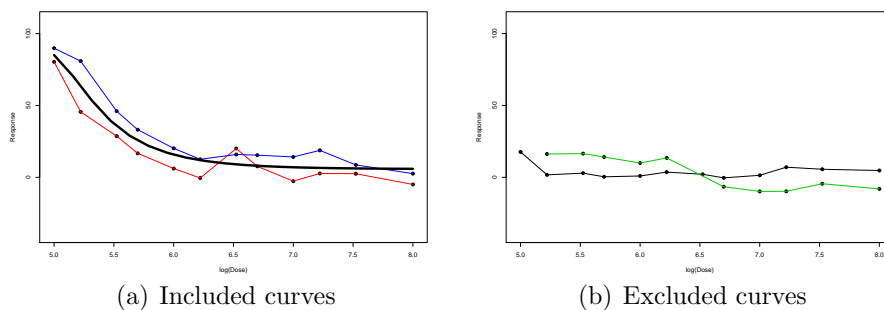 100
50
0
Response
5.0 5.5 6.0 6.5 7.0 7.5 8.0
log(Dose)
(a) Included curves
100
50
0
Response
5.0 5.5 6.0 6.5 7.0 7.5 8.0
log(Dose)
(b) Excluded curves